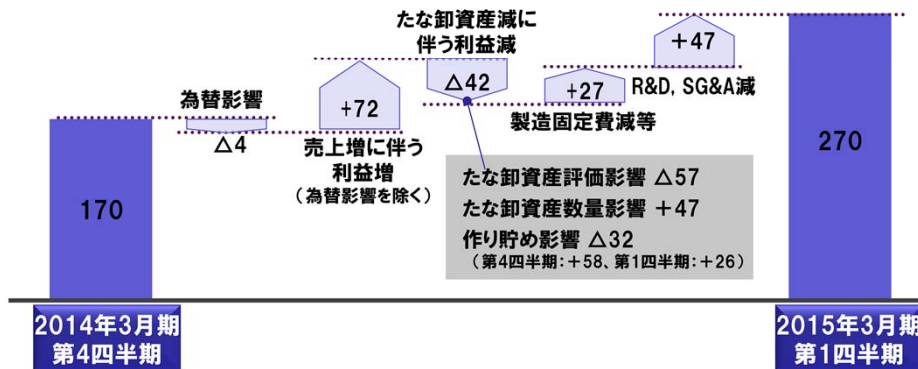 為替影響
△4
+72
売上増に伴う
利益増
(為替影響を除く)
たな卸資産減に
伴う利益減
△42
+27
製造固定費減等
+47
R&D, SG&A減
170
270
たな卸資産評価影響 △57
たな卸資産数量影響 +47
作り貯め影響 △32
(第4四半期:+58、第1四半期:+26)
2014年3月期
第4四半期
2015年3月期
第1四半期